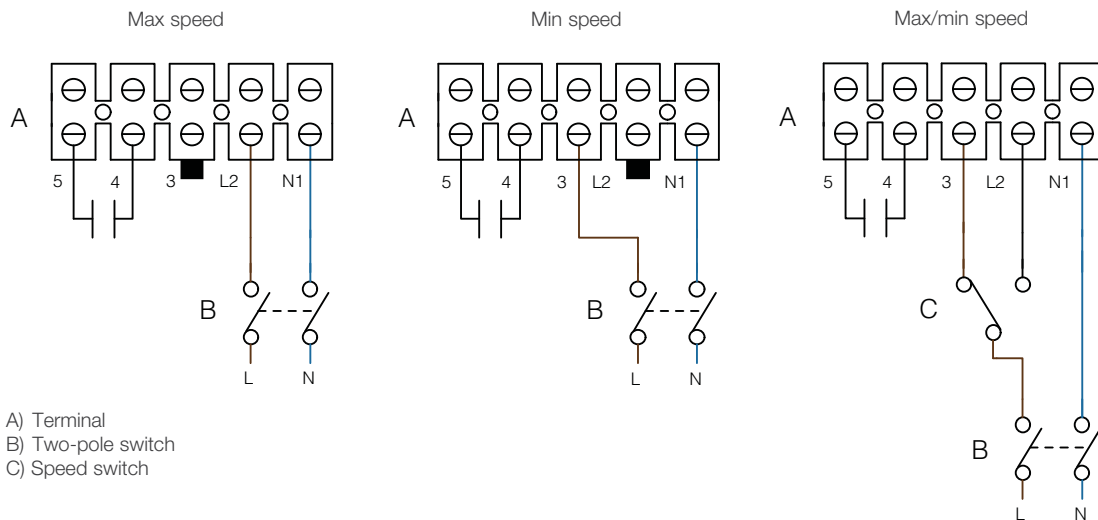 Max speed
A
5 4 3 L2 N1
B
L N
Min speed
A
5 4 3 L2 N1
B
L N
Max/min speed
A
5 4 3 L2 N1
C
B
L N
A) Terminal
B) Two-pole switch
C) Speed switch